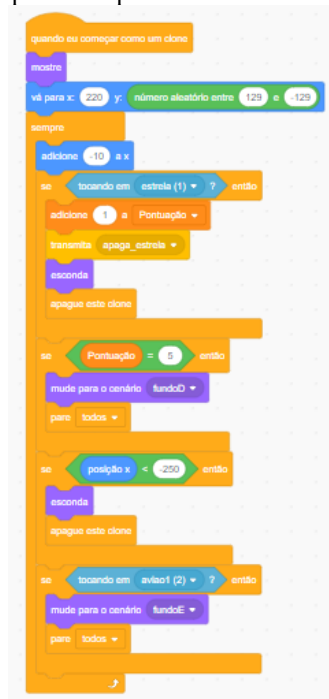 quando eu começar como um clone
mostre
vá para x: 220 y: número aleatório entre 129 e -129
sempre
adicione -10 a x
se tocando em estrela (1) ? então
adicione 1 a Pontuação
transmita apaga_estrela
esconda
apague este clone
se Pontuação = 5 então
mude para o cenário fundoD
pare todos
se posição x < -250 então
esconda
apague este clone
se tocando em aviao1 (2) ? então
mude para o cenário fundoE
pare todos